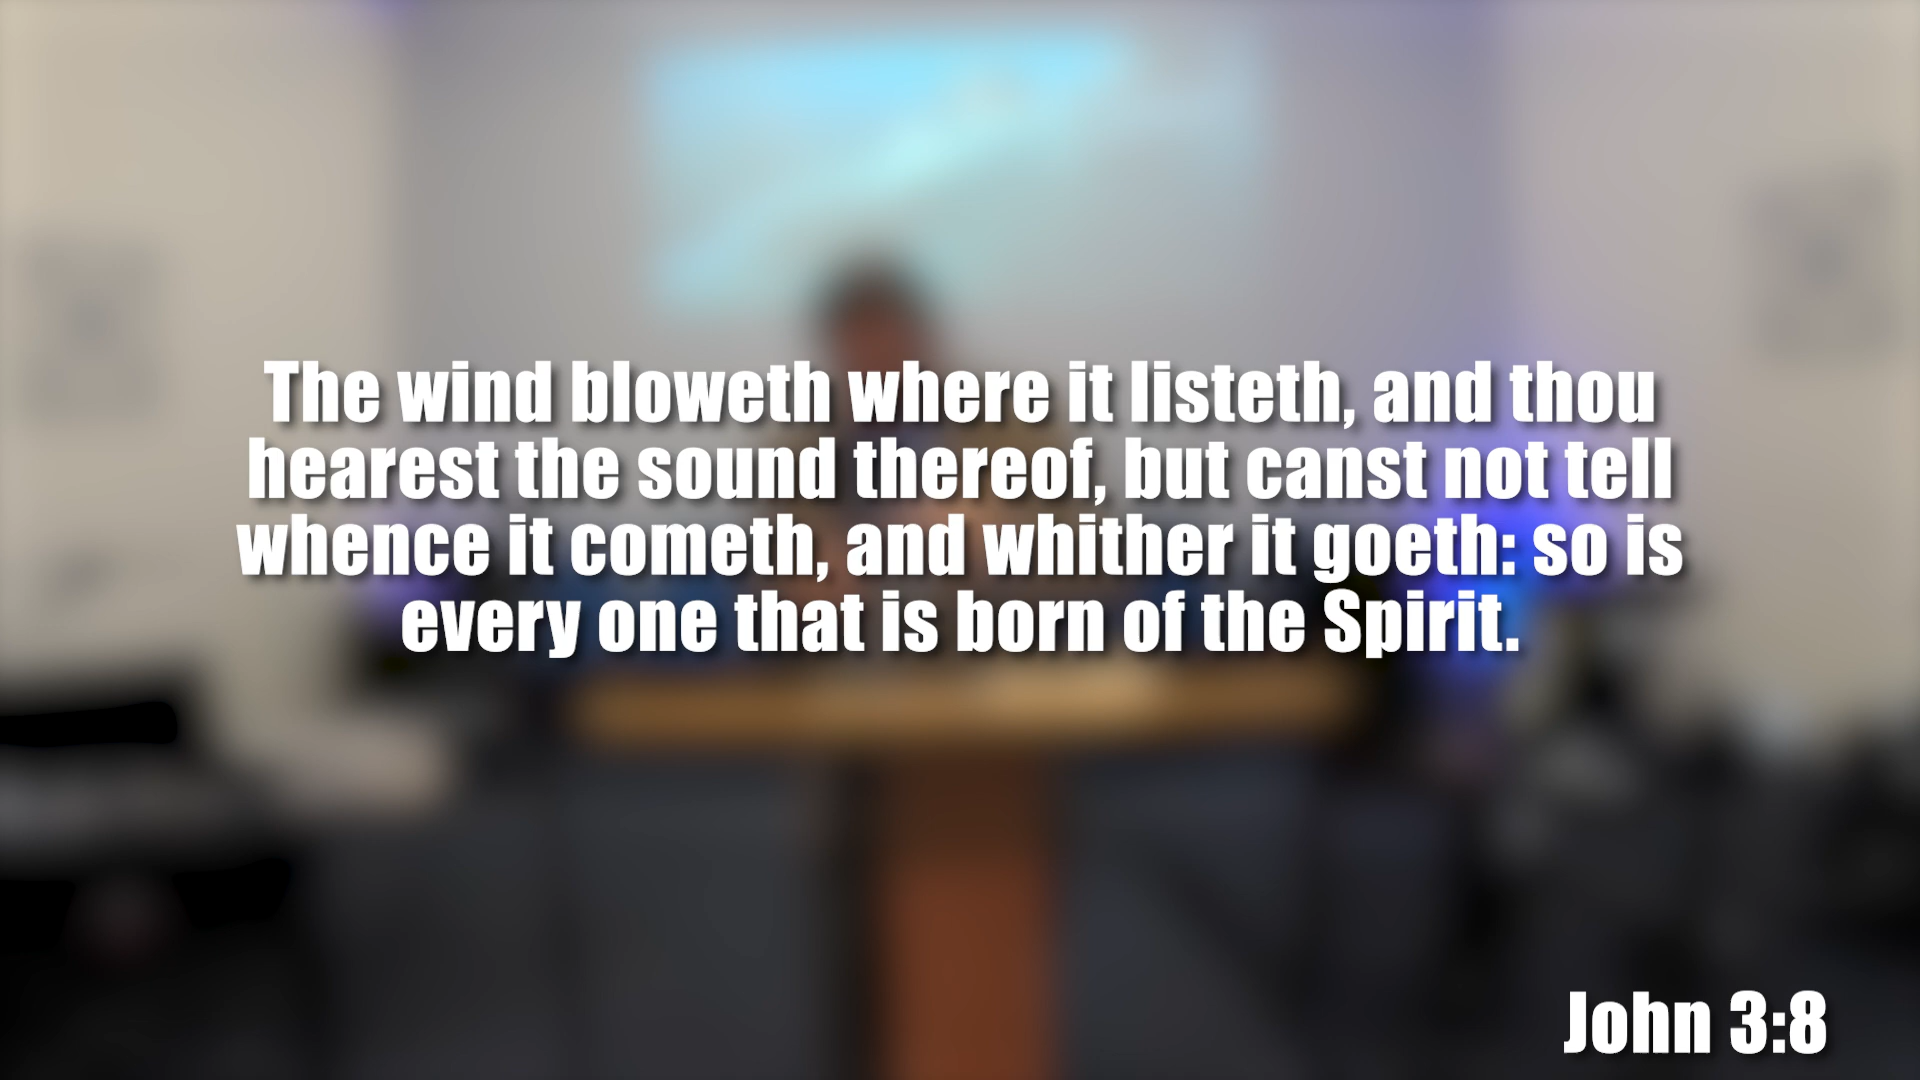 The wind bloweth where it listeth, and thou
hearest the sound thereof, but canst not tell
whence it cometh, and whither it goeth: so is
every one that is born of the Spirit.
John 3:8